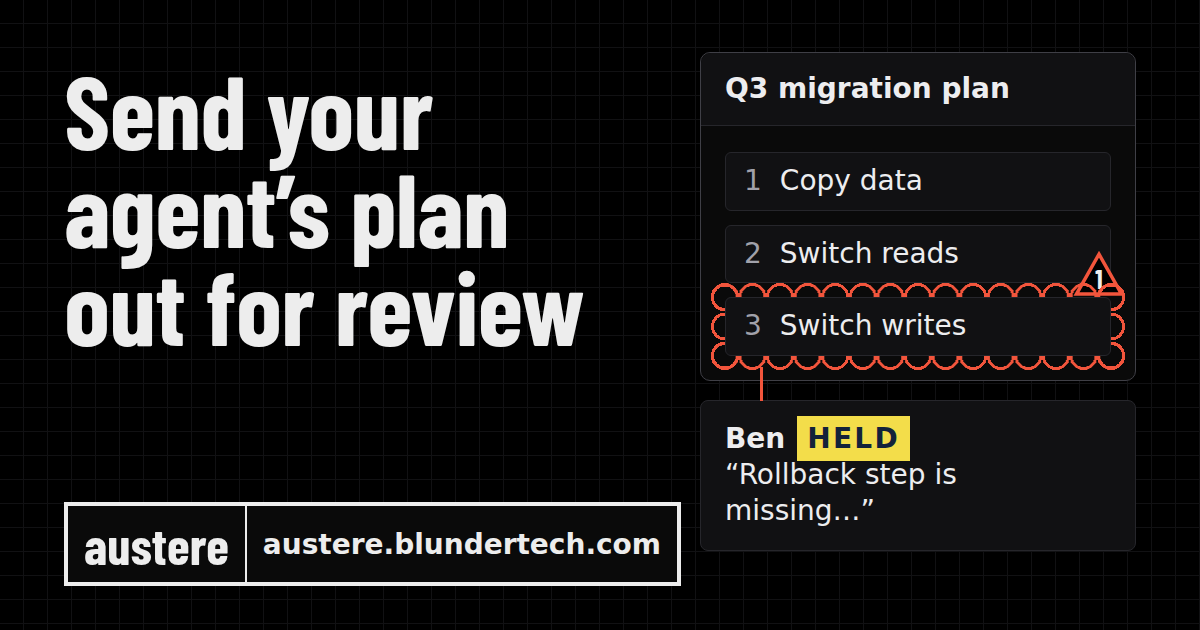 Send your
agent’s plan
out for review
austere
austere.blundertech.com
Q3 migration plan
1 Copy data
2 Switch reads
1
3 Switch writes
Ben HELD
“Rollback step is
missing…”